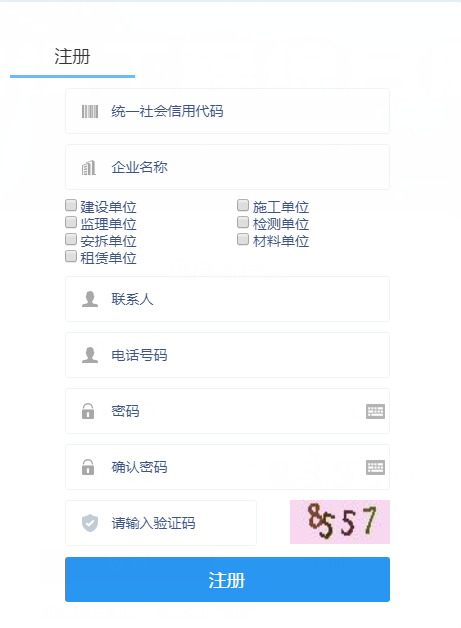 注册
统一社会信用代码
企业名称
建设单位 施工单位
监理单位 检测单位
安拆单位 材料单位
租赁单位
联系人
电话号码
密码
确认密码
请输入验证码 8557
注册